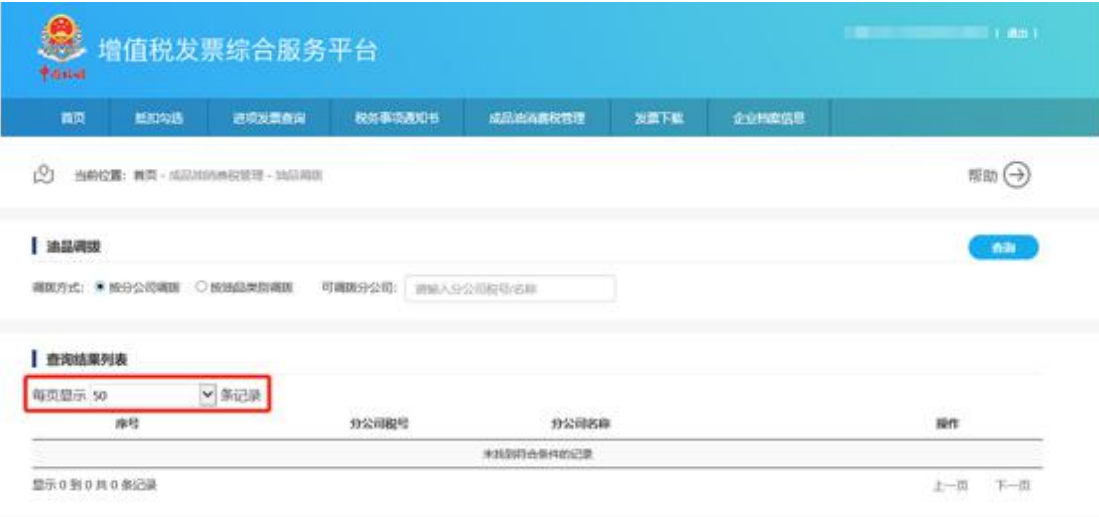 增值税发票综合服务平台
中国税务
| 退出 |
首页 抵扣勾选 进项发票查询 税务事项通知书 成品油消费税管理 发票下载 企业档案信息
当前位置：首页 - 成品油消费税管理 - 油品调拨
帮助
油品调拨
查询
调拨方式： 按分公司调拨 按油品类别调拨 可调拨分公司： 请输入分公司税号/名称
查询结果列表
每页显示 50 条记录
序号 分公司税号 分公司名称 操作
未找到符合条件的记录
显示 0 到 0 共 0 条记录 上一页 下一页